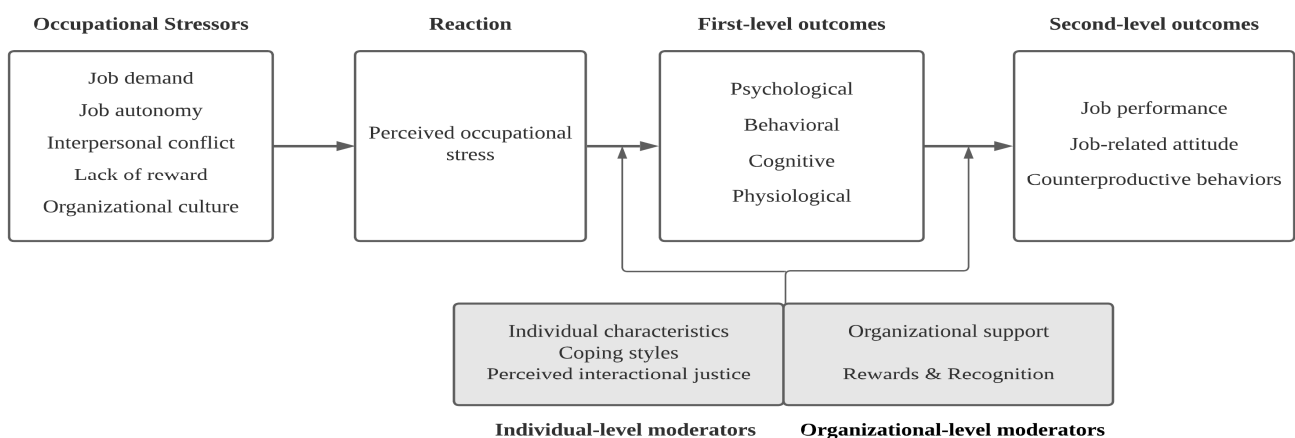 Occupational Stressors
Job demand
Job autonomy
Interpersonal conflict
Lack of reward
Organizational culture
Reaction
Perceived occupational
stress
First-level outcomes
Psychological
Behavioral
Cognitive
Physiological
Second-level outcomes
Job performance
Job-related attitude
Counterproductive behaviors
Individual characteristics
Coping styles
Perceived interactional justice
Individual-level moderators
Organizational support
Rewards & Recognition
Organizational-level moderators